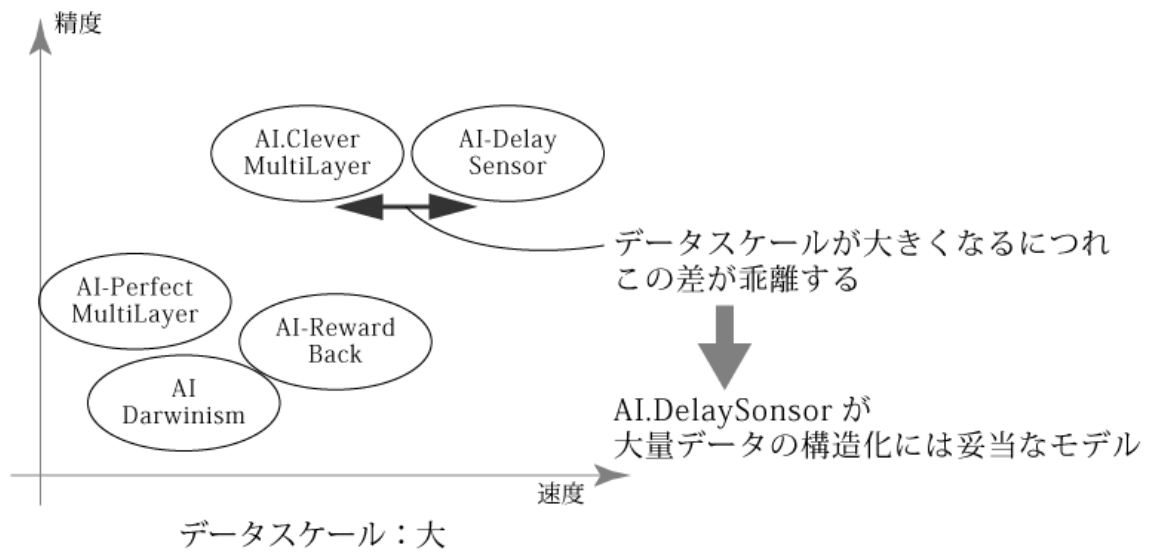 精度
AI.Clever
MultiLayer
AI-Delay
Sensor
データスケールが大きくなるにつれ
この差が乖離する
AI-Perfect
MultiLayer
AI-Reward
Back
AI
Darwinism
AI.DelaySonsor が
大量データの構造化には妥当なモデル
速度
データスケール：大